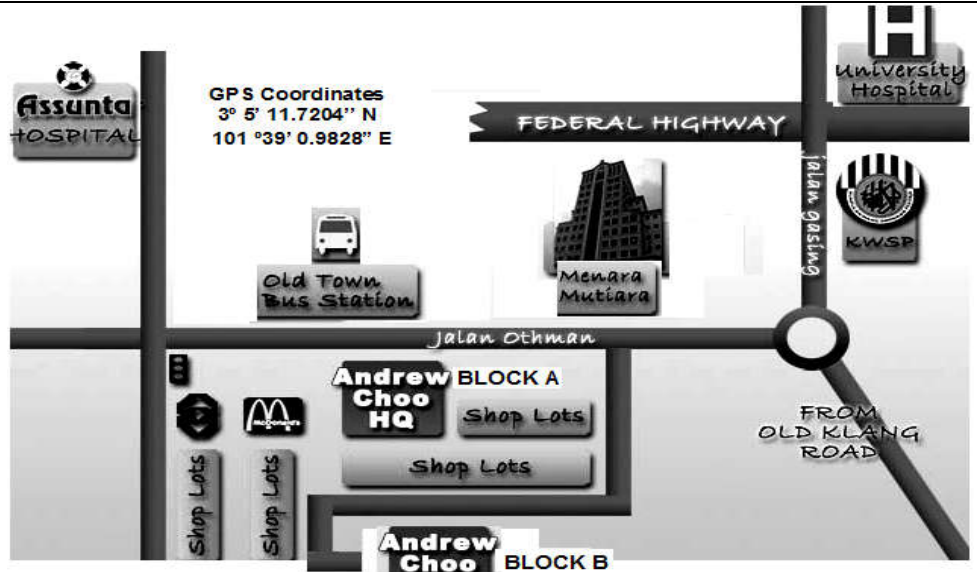 Assunta
HOSPITAL
GPS Coordinates
3° 5' 11.7204'' N
101 °39' 0.9828" E
H
University
Hospital
FEDERAL HIGHWAY
Jalan Gasing
KWSP
Old Town
Bus Station
Menara
Mutiara
Jalan Othman
Andrew
Choo
HQ
BLOCK A
Shop Lots
McDonald's
FROM
OLD KLANG
ROAD
Shop Lots
Shop Lots
Shop Lots
Andrew
Choo
BLOCK B